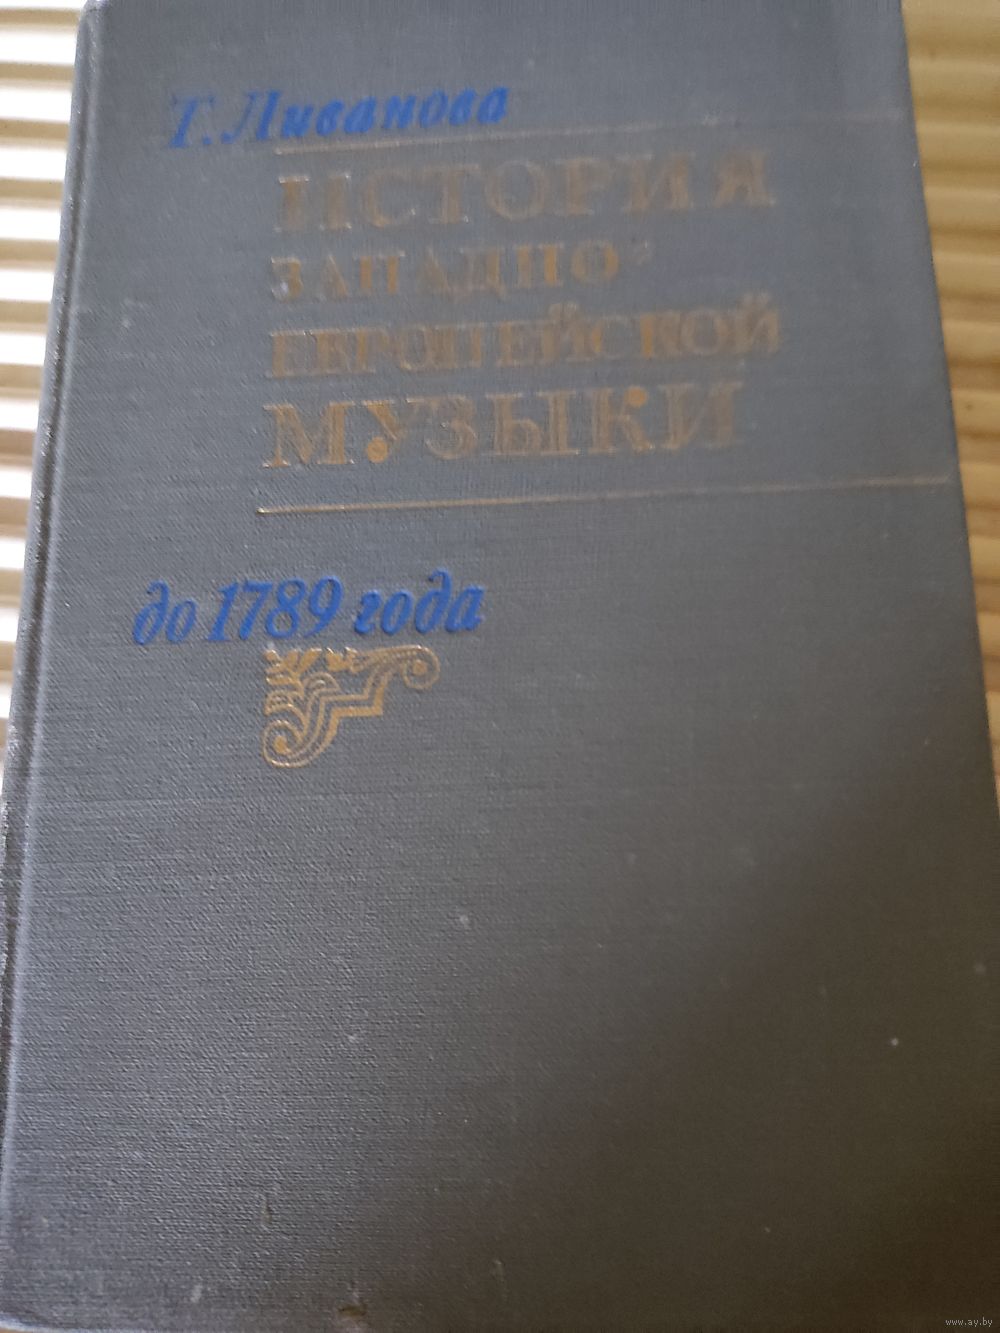 Т. Ливанова
ИСТОРИЯ
ЗАПАДНО-
ЕВРОПЕЙСКОЙ
МУЗЫКИ
до 1789 года
www.ay.by